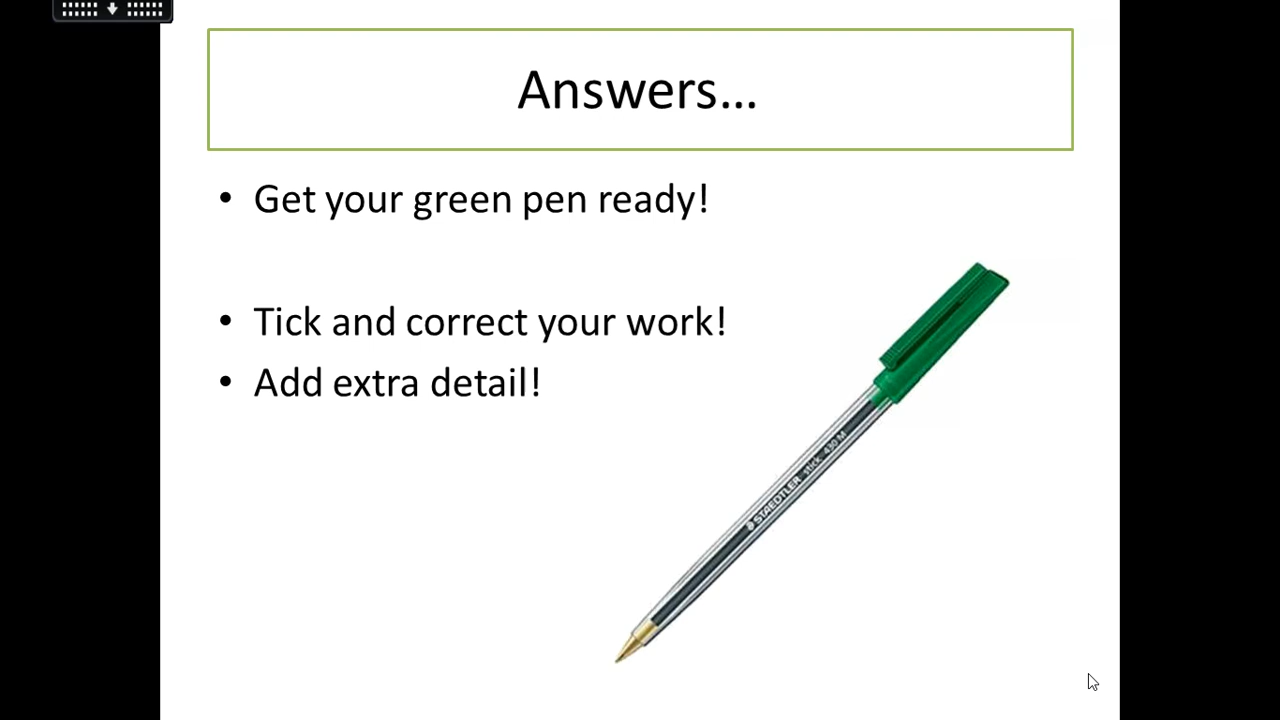 Answers...
• Get your green pen ready!
• Tick and correct your work!
• Add extra detail!
STAEDTLER stick 430 M